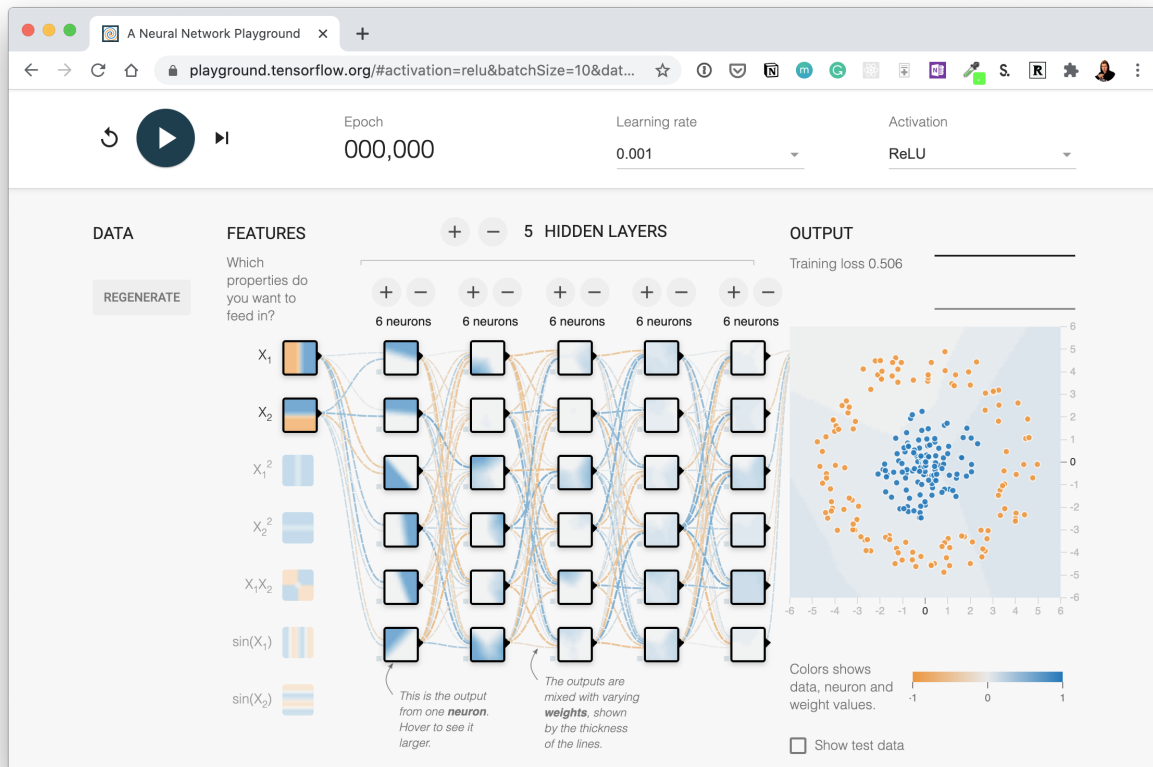 A Neural Network Playground
playground.tensorflow.org/#activation=relu&batchSize=10&dat...
Epoch
000,000
Learning rate
0.001
Activation
ReLU
DATA
REGENERATE
FEATURES
Which
properties do
you want to
feed in?
X1
X2
X1²
X2²
X1X2
sin(X1)
sin(X2)
+ − 5 HIDDEN LAYERS
+ − + − + − + − + −
6 neurons 6 neurons 6 neurons 6 neurons 6 neurons
This is the output
from one neuron.
Hover to see it
larger.
The outputs are
mixed with varying
weights, shown
by the thickness
of the lines.
OUTPUT
Training loss 0.506
6
5
4
3
2
1
0
-1
-2
-3
-4
-5
-6
-6 -5 -4 -3 -2 -1 0 1 2 3 4 5 6
Colors shows
data, neuron and
weight values.
-1 0 1
Show test data